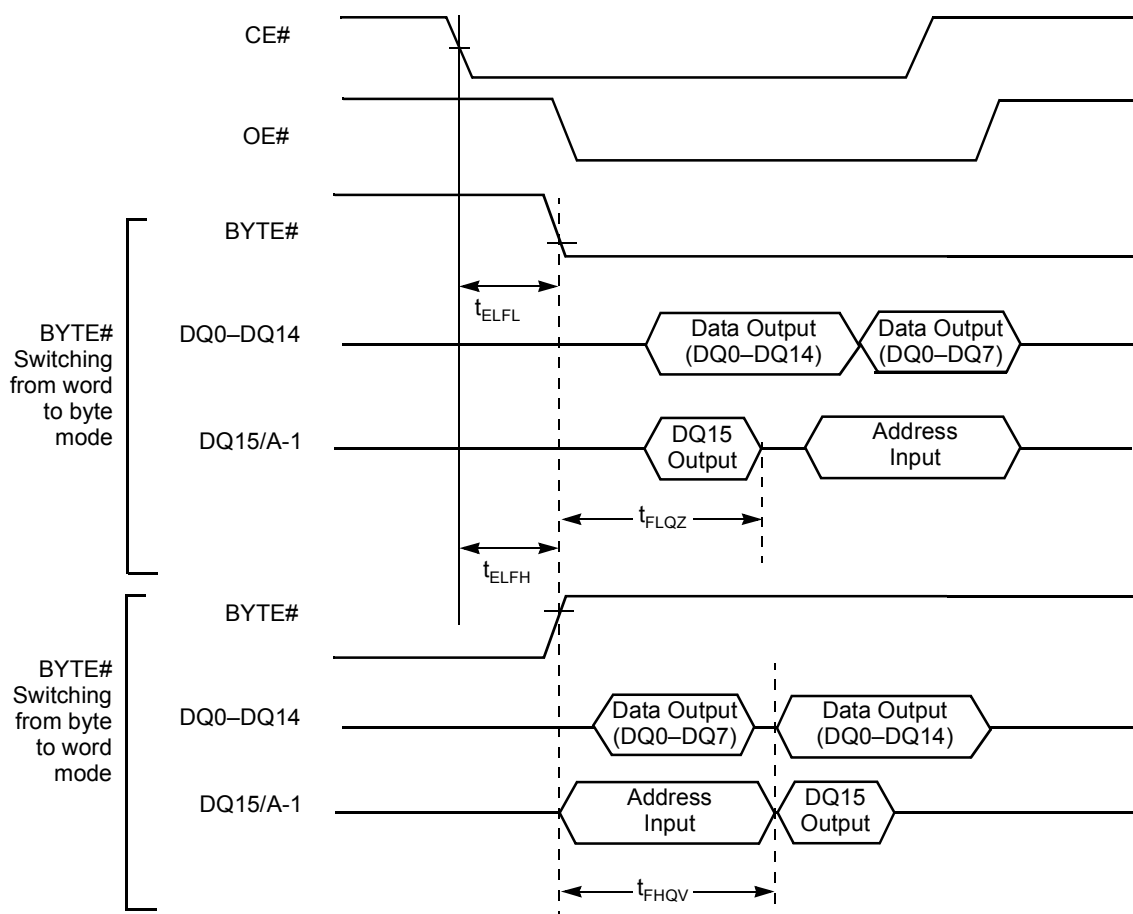 CE#
OE#
BYTE#
Switching
from word
to byte
mode
BYTE#
tELFL
DQ0–DQ14
Data Output
(DQ0–DQ14)
Data Output
(DQ0–DQ7)
DQ15/A-1
DQ15
Output
Address
Input
tFLQZ
tELFH
BYTE#
Switching
from byte
to word
mode
BYTE#
DQ0–DQ14
Data Output
(DQ0–DQ7)
Data Output
(DQ0–DQ14)
DQ15/A-1
Address
Input
DQ15
Output
tFHQV